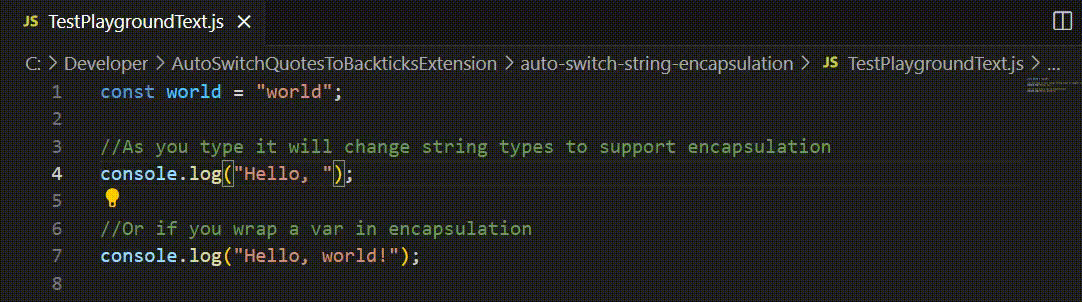 JS TestPlaygroundText.js ×
C: > Developer > AutoSwitchQuotesToBackticksExtension > auto-switch-string-encapsulation > JS TestPlaygroundText.js > ...
1 const world = "world";
2
3 //As you type it will change string types to support encapsulation
4 console.log("Hello, ");
5
6 //Or if you wrap a var in encapsulation
7 console.log("Hello, world!");
8